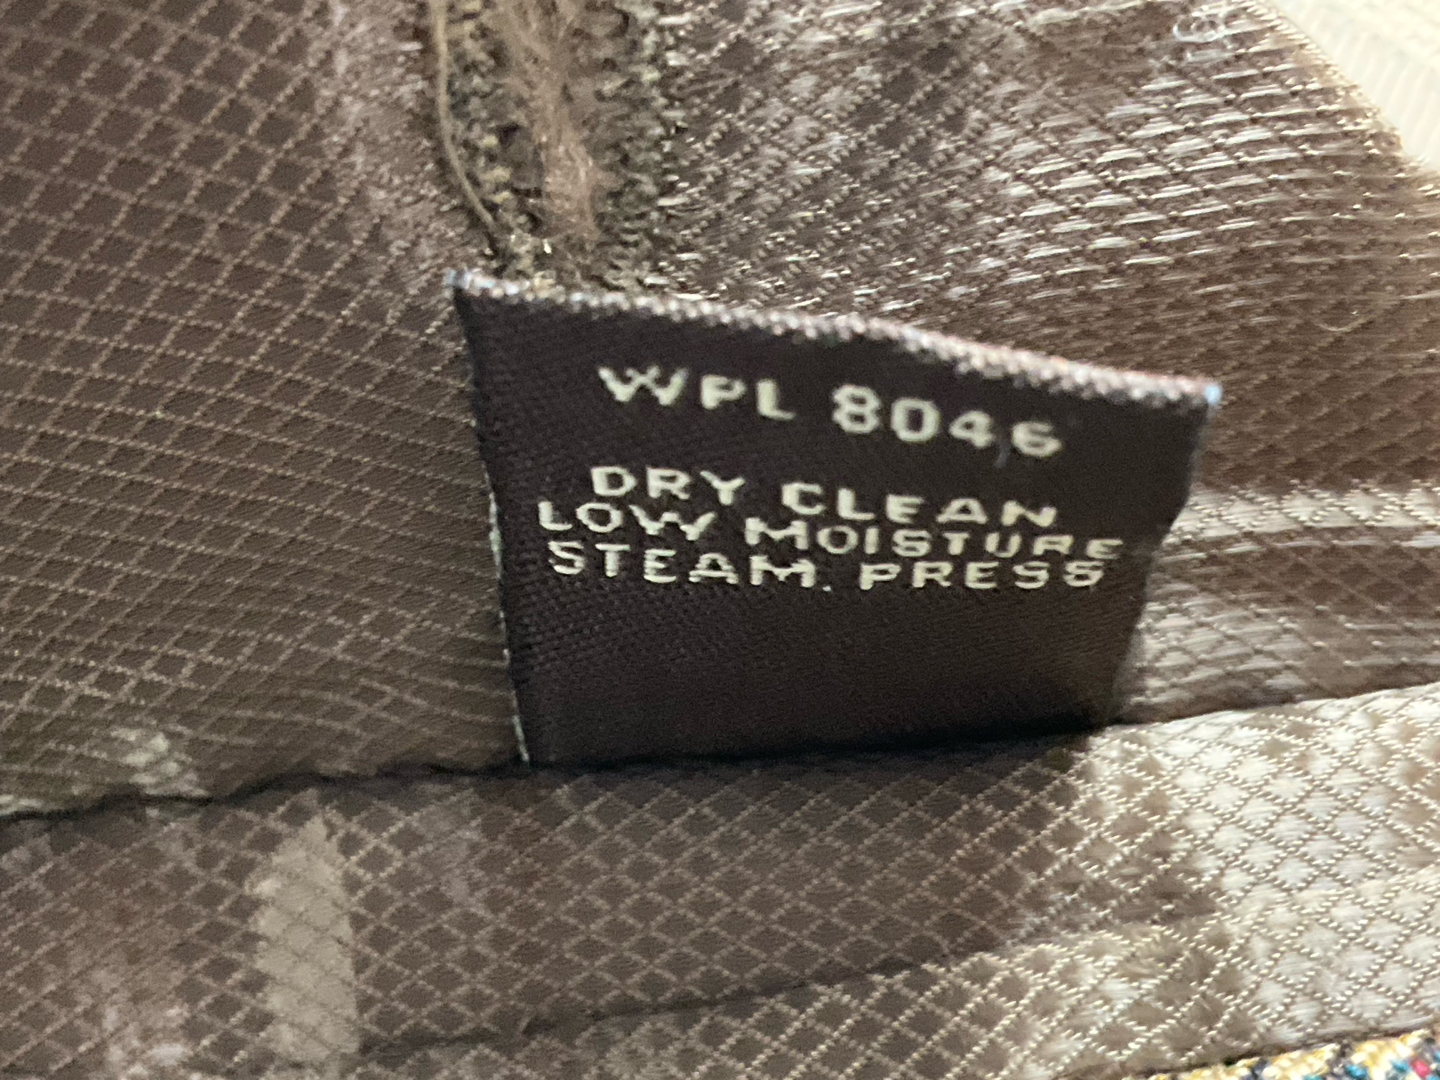 WPL 8046
DRY CLEAN
LOW MOISTURE
STEAM. PRESS